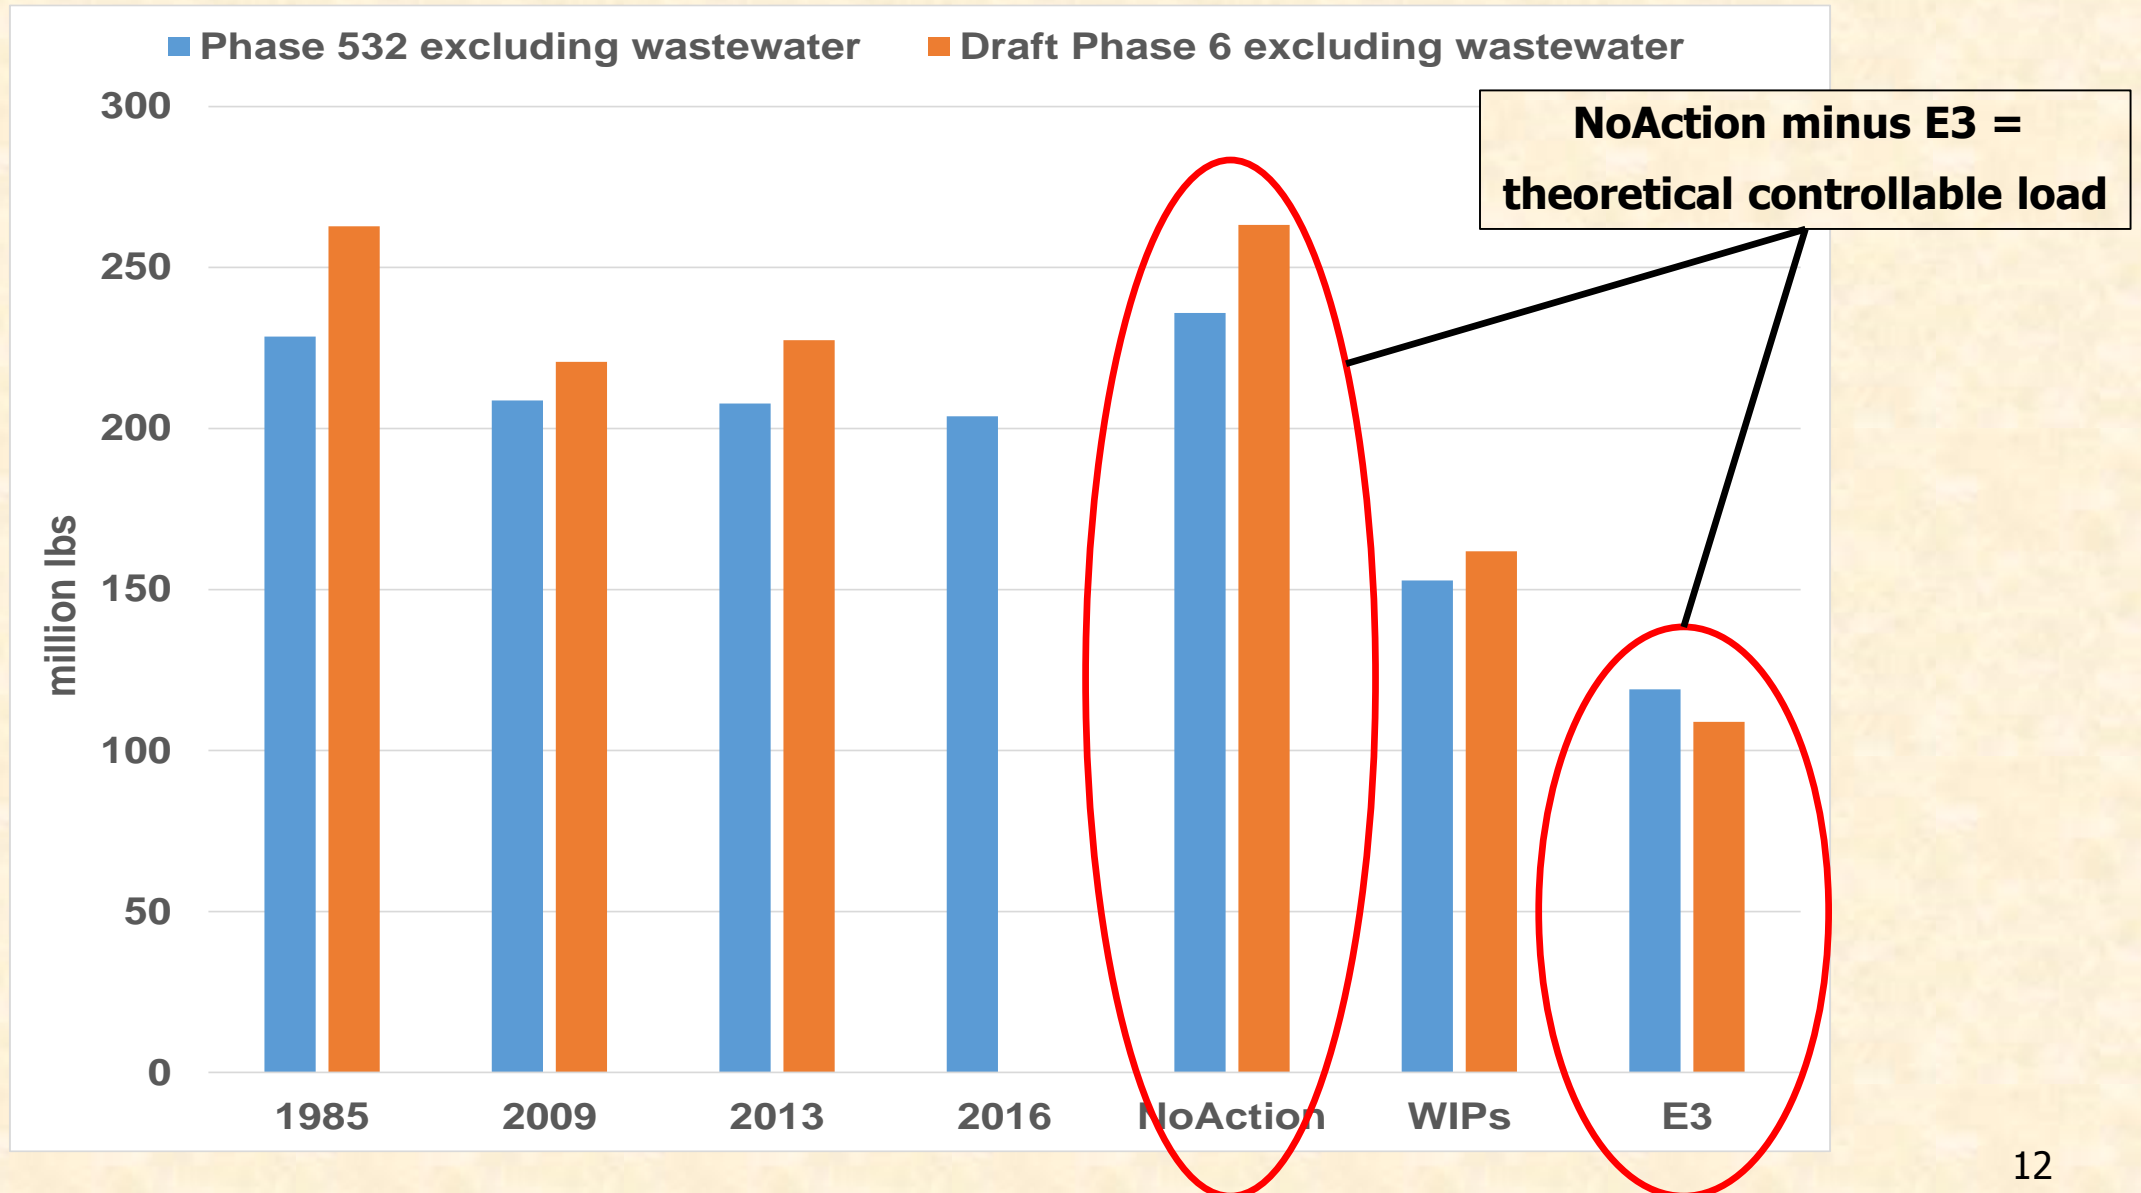 Phase 532 excluding wastewater
Draft Phase 6 excluding wastewater
NoAction minus E3 =
theoretical controllable load
million lbs
300
250
200
150
100
50
0
1985
2009
2013
2016
NoAction
WIPs
E3
12